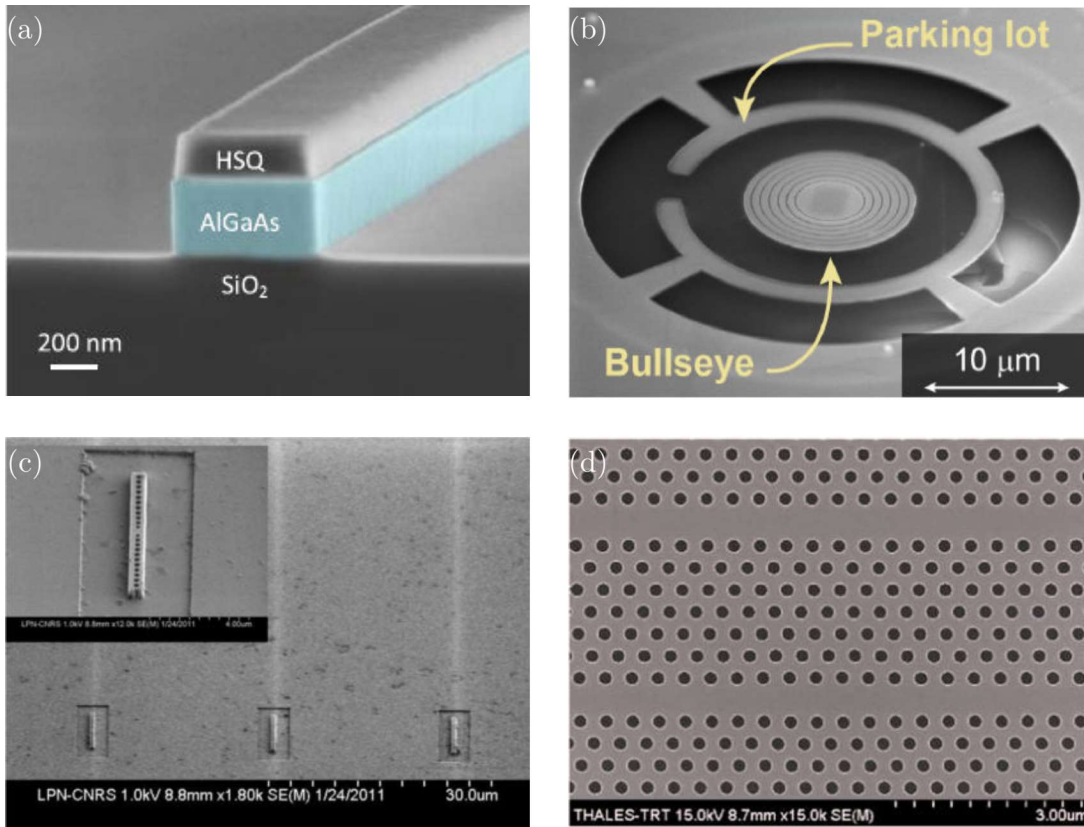 (a)
HSQ
AlGaAs
SiO₂
200 nm
(b)
Parking lot
Bullseye
10 μm
(c)
LPN-CNRS 1.0kV 8.8mm x12.0k SE(M) 1/24/2011 4.00um
LPN-CNRS 1.0kV 8.8mm x1.80k SE(M) 1/24/2011 30.0um
(d)
THALES-TRT 15.0kV 8.7mm x15.0k SE(M) 3.00um